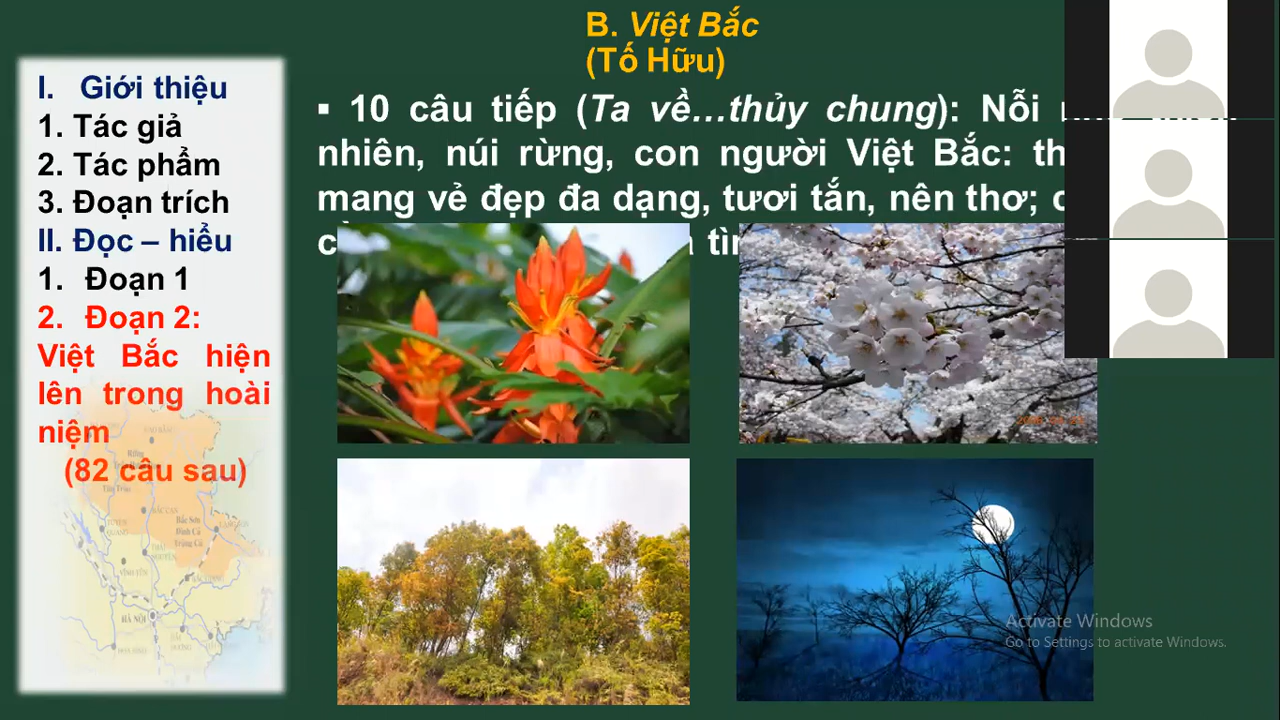 B. Việt Bắc
(Tố Hữu)
I. Giới thiệu
1. Tác giả
2. Tác phẩm
3. Đoạn trích
II. Đọc – hiểu
1. Đoạn 1
2. Đoạn 2:
Việt Bắc hiện
lên trong hoài
niệm
(82 câu sau)
▪ 10 câu tiếp (Ta về...thủy chung): Nỗi
nhiên, núi rừng, con người Việt Bắc:
mang vẻ đẹp đa dạng, tươi tắn, nên thơ;
HÀ NỘI
Activate Windows
Go to Settings to activate Windows.